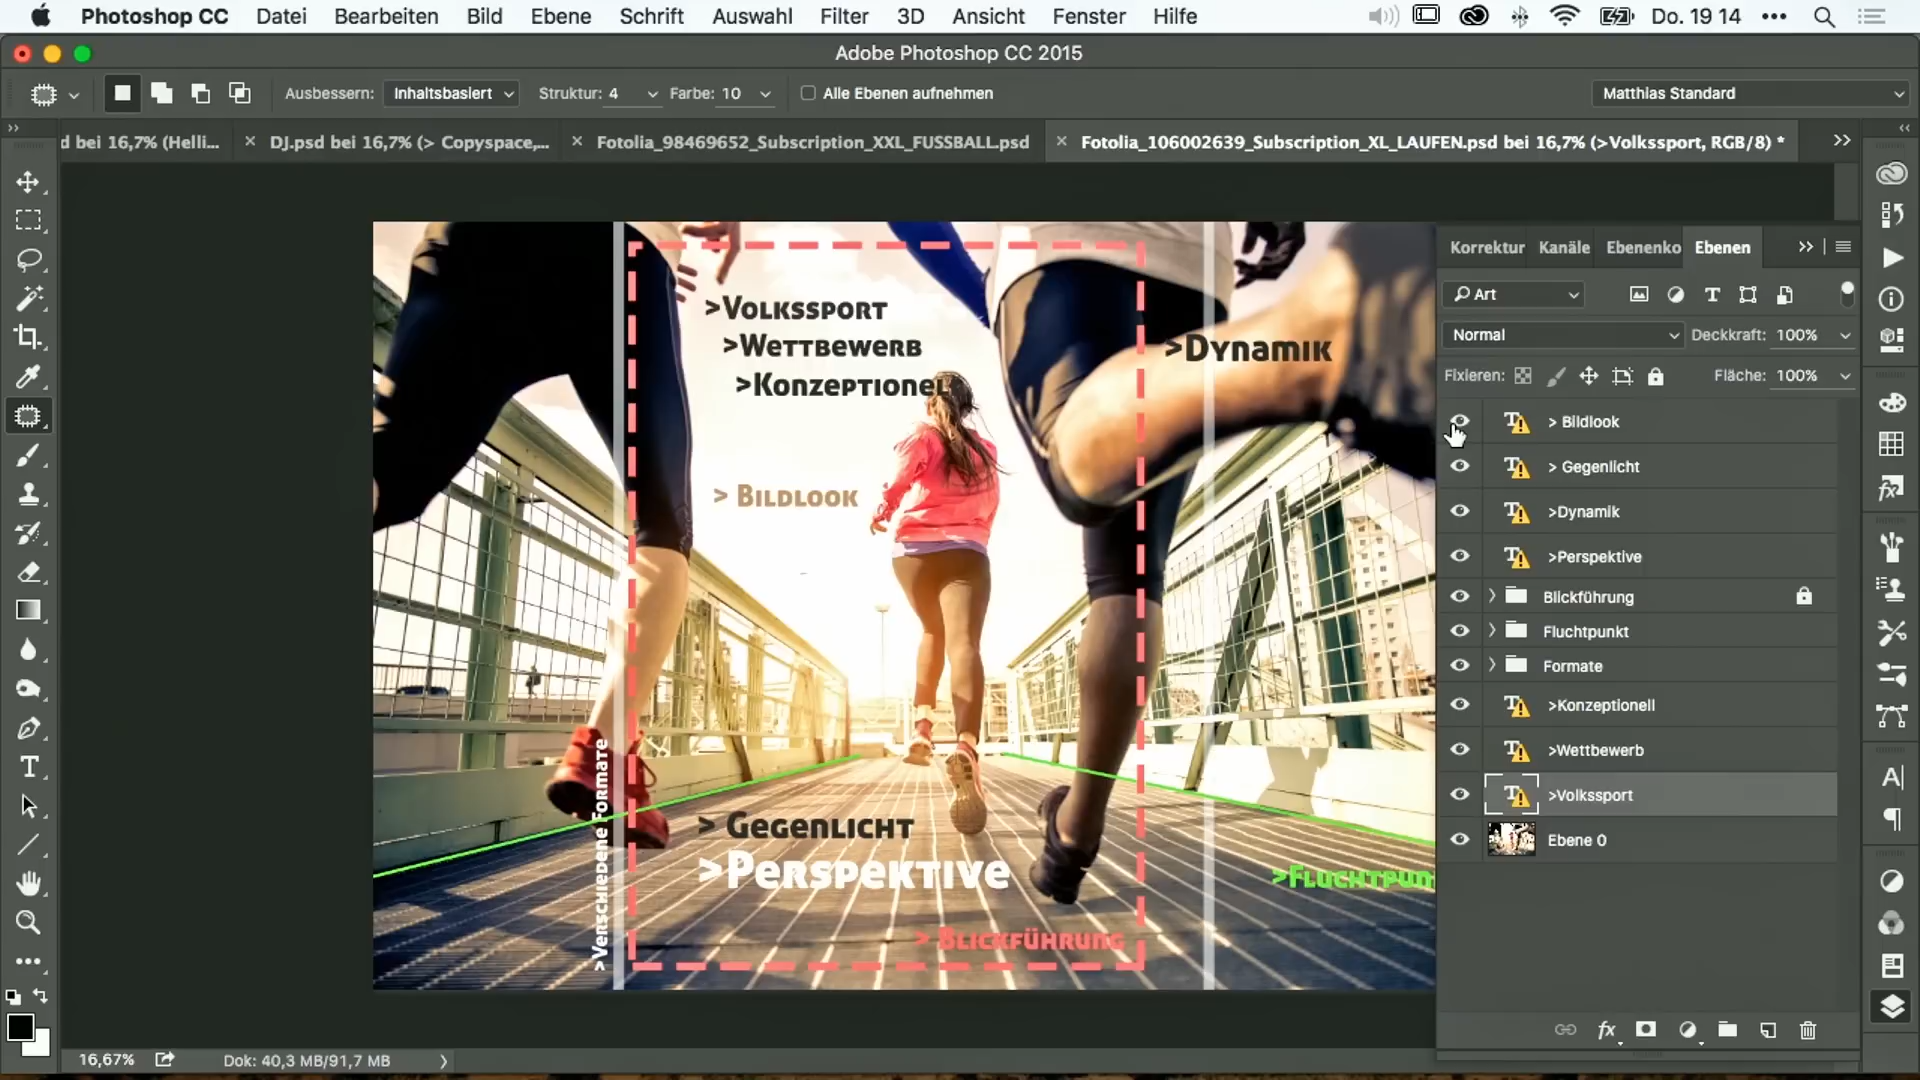 Photoshop CC Datei Bearbeiten Bild Ebene Schrift Auswahl Filter 3D Ansicht Fenster Hilfe Do. 19 14
Adobe Photoshop CC 2015
Ausbessern: Inhaltsbasiert Struktur: 4 Farbe: 10 Alle Ebenen aufnehmen Matthias Standard
d bei 16,7% (Helli... × DJ.psd bei 16,7% (> Copyspace,... × Fotolia_98469652_Subscription_XXL_FUSSBALL.psd × Fotolia_106002639_Subscription_XL_LAUFEN.psd bei 16,7% (>Volkssport, RGB/8) *
Korrektur Kanäle Ebenenko Ebenen
Art
Normal Deckkraft: 100%
Fixieren: Fläche: 100%
> Bildlook
> Gegenlicht
>Dynamik
>Perspektive
Blickführung
Fluchtpunkt
Formate
>Konzeptionell
>Wettbewerb
>Volkssport
Ebene 0
>Volkssport
>Wettbewerb
>Konzeptionel
>Dynamik
> Bildlook
>Verschiedene Formate
> Gegenlicht
>Perspektive
>Fluchtpun
> Blickführung
16,67% Dok: 40,3 MB/91,7 MB